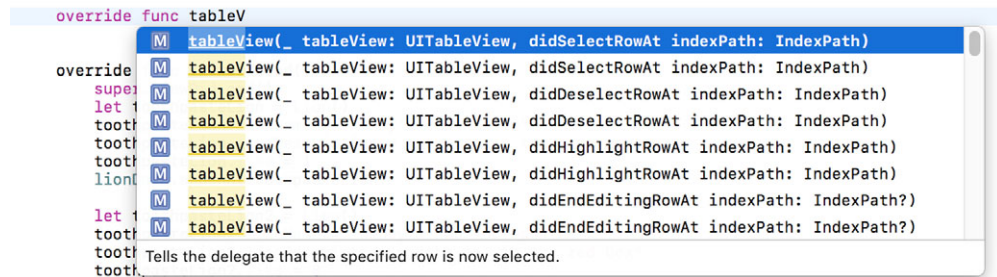 override func tableV
M tableView(_ tableView: UITableView, didSelectRowAt indexPath: IndexPath)
M tableView(_ tableView: UITableView, didSelectRowAt indexPath: IndexPath)
override
M tableView(_ tableView: UITableView, didDeselectRowAt indexPath: IndexPath)
super
M tableView(_ tableView: UITableView, didDeselectRowAt indexPath: IndexPath)
let
tooth
M tableView(_ tableView: UITableView, didHighlightRowAt indexPath: IndexPath)
tooth
M tableView(_ tableView: UITableView, didHighlightRowAt indexPath: IndexPath)
tooth
lion
M tableView(_ tableView: UITableView, didEndEditingRowAt indexPath: IndexPath?)
let
M tableView(_ tableView: UITableView, didEndEditingRowAt indexPath: IndexPath?)
tooth
Tells the delegate that the specified row is now selected.
tooth
tooth